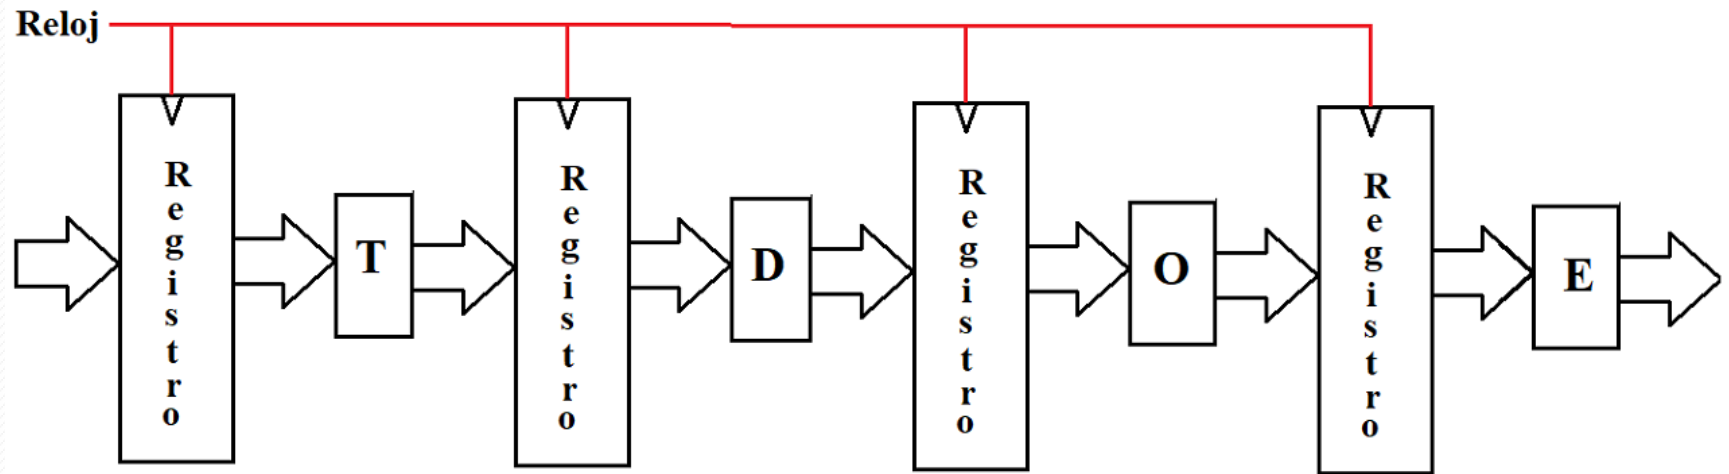 Reloj
Registro
T
Registro
D
Registro
O
Registro
E